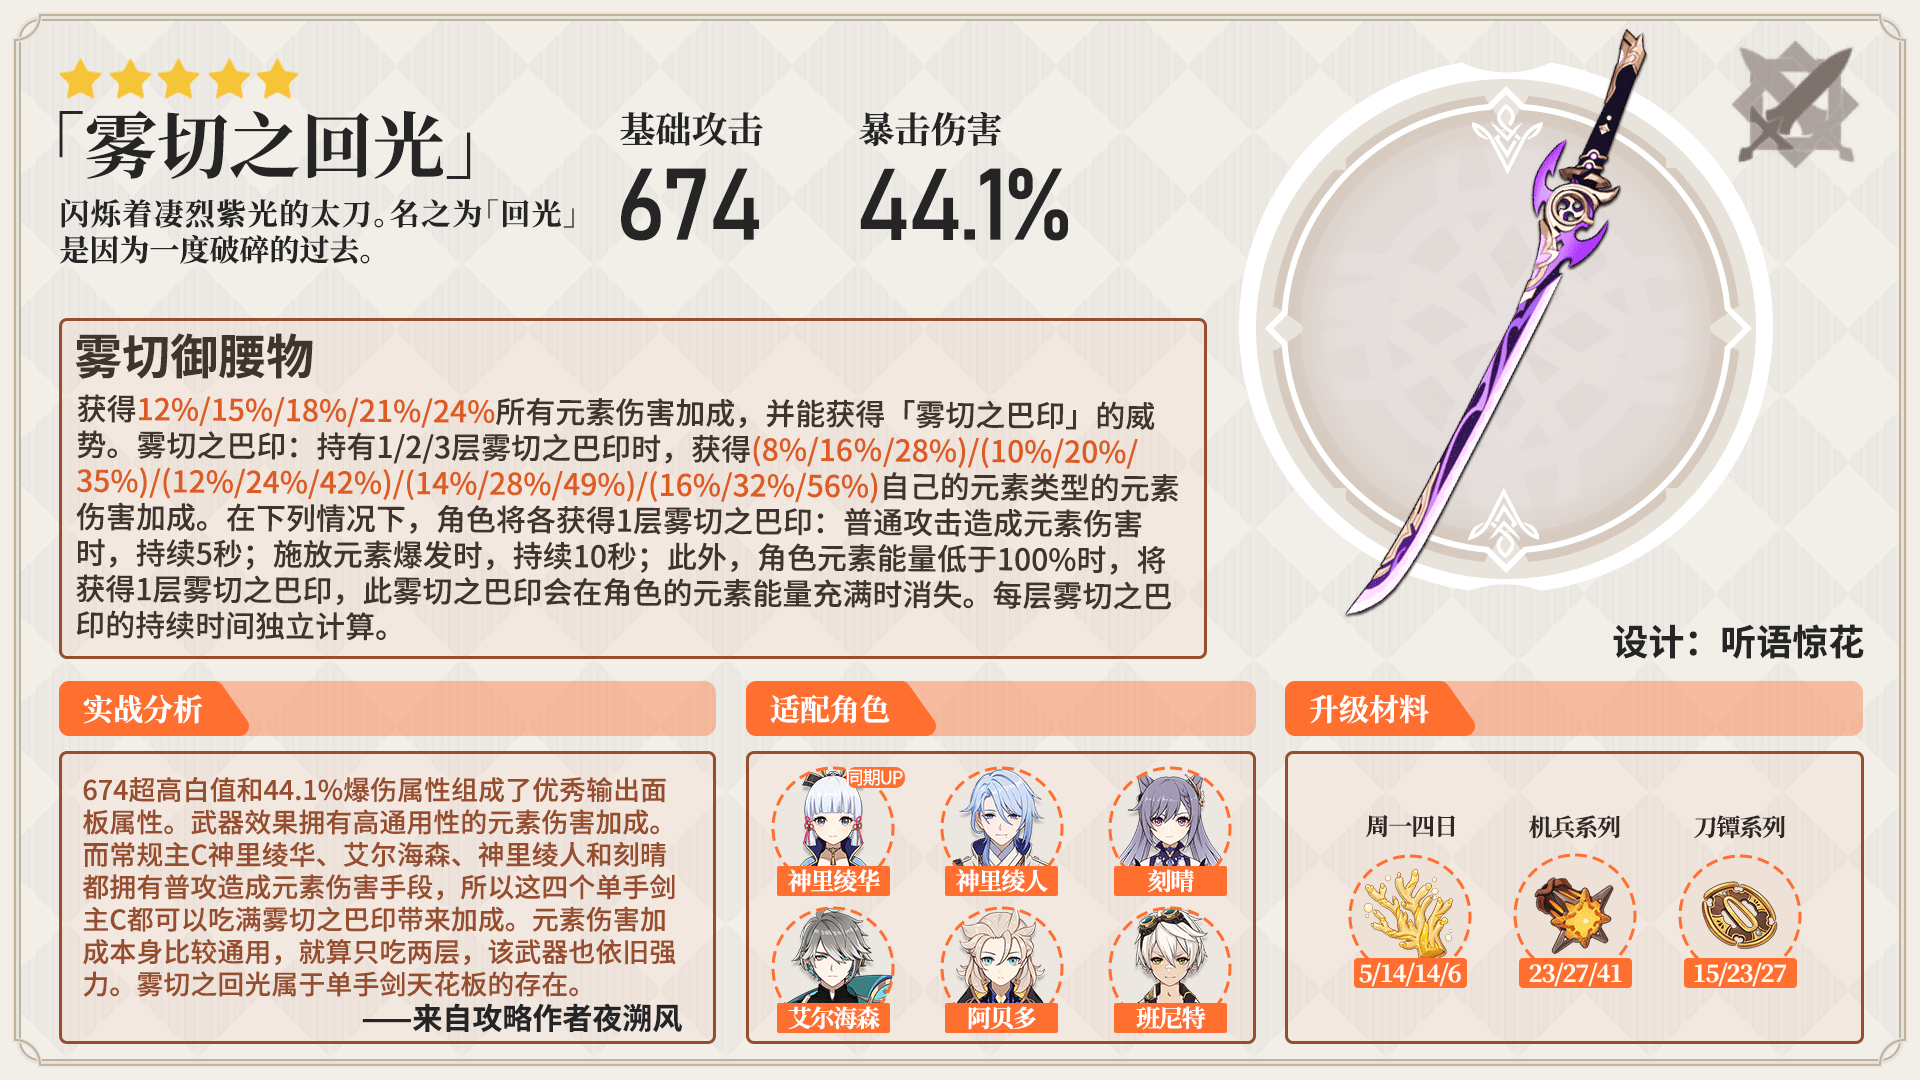 「雾切之回光」
闪烁着凄烈紫光的太刀。名之为「回光」
是因为一度破碎的过去。
基础攻击
674
暴击伤害
44.1%
雾切御腰物
获得12%/15%/18%/21%/24%所有元素伤害加成，并能获得「雾切之巴印」的威
势。雾切之巴印：持有1/2/3层雾切之巴印时，获得(8%/16%/28%)/(10%/20%/
35%)/(12%/24%/42%)/(14%/28%/49%)/(16%/32%/56%)自己的元素类型的元素
伤害加成。在下列情况下，角色将各获得1层雾切之巴印：普通攻击造成元素伤害
时，持续5秒；施放元素爆发时，持续10秒；此外，角色元素能量低于100%时，将
获得1层雾切之巴印，此雾切之巴印会在角色的元素能量充满时消失。每层雾切之巴
印的持续时间独立计算。
设计：听语惊花
实战分析
674超高白值和44.1%爆伤属性组成了优秀输出面
板属性。武器效果拥有高通用性的元素伤害加成。
而常规主C神里绫华、艾尔海森、神里绫人和刻晴
都拥有普攻造成元素伤害手段，所以这四个单手剑
主C都可以吃满雾切之巴印带来加成。元素伤害加
成本身比较通用，就算只吃两层，该武器也依旧强
力。雾切之回光属于单手剑天花板的存在。
——来自攻略作者夜溯风
适配角色
同期UP
神里绫华
神里绫人
刻晴
艾尔海森
阿贝多
班尼特
升级材料
周一四日
机兵系列
刀镡系列
5/14/14/6
23/27/41
15/23/27